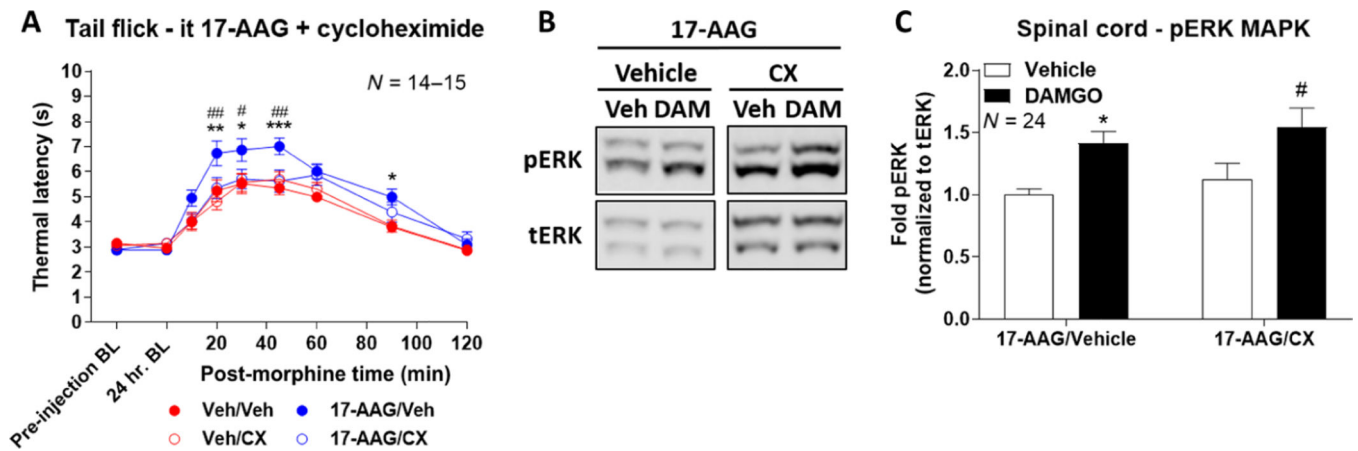 A
Tail flick - it 17-AAG + cycloheximide
N = 14–15
Thermal latency (s)
10
9
8
7
6
5
4
3
2
1
0
##
**
#
*
##
***
*
Pre-injection BL
24 hr. BL
20
40
60
80
100
120
Post-morphine time (min)
Veh/Veh
17-AAG/Veh
Veh/CX
17-AAG/CX
B
17-AAG
Vehicle
CX
Veh DAM
Veh DAM
pERK
tERK
C
Spinal cord - pERK MAPK
Vehicle
DAMGO
N = 24
Fold pERK
(normalized to tERK)
2.0
1.5
1.0
0.5
0.0
*
#
17-AAG/Vehicle
17-AAG/CX